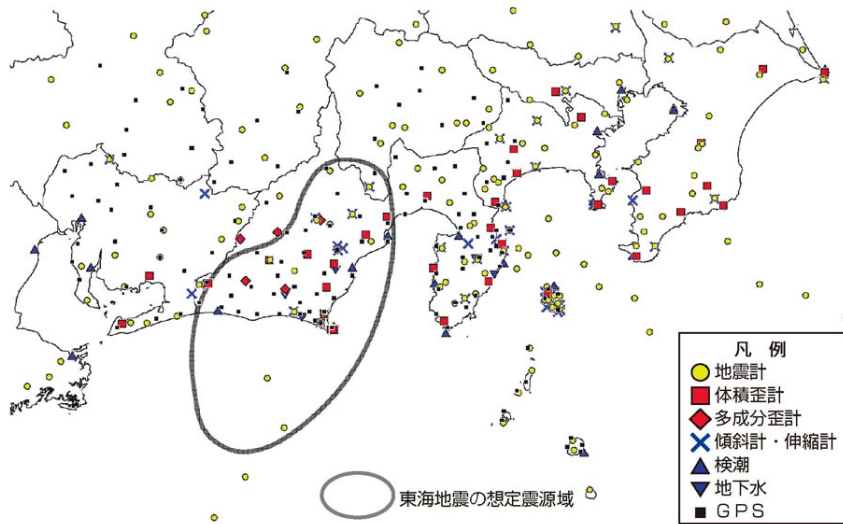 凡 例
地震計
体積歪計
多成分歪計
傾斜計・伸縮計
検潮
地下水
GPS
東海地震の想定震源域